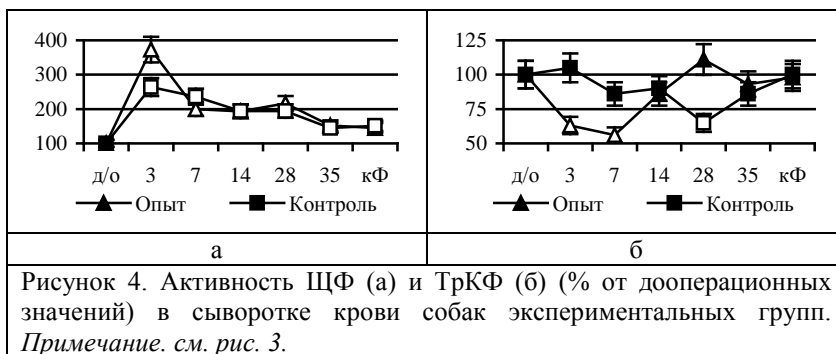 400
300
200
100
д/о 3 7 14 28 35 кФ
Опыт Контроль
а
125
100
75
50
д/о 3 7 14 28 35 кФ
Опыт Контроль
б
Рисунок 4. Активность ЩФ (а) и ТрКФ (б) (% от дооперационных
значений) в сыворотке крови собак экспериментальных групп.
Примечание. см. рис. 3.